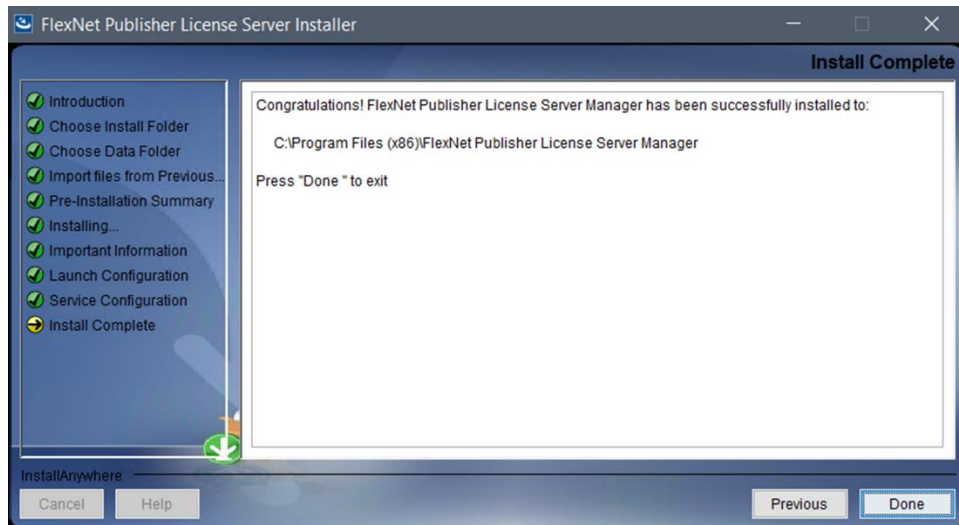 FlexNet Publisher License Server Installer
Install Complete
Introduction
Choose Install Folder
Choose Data Folder
Import files from Previous...
Pre-Installation Summary
Installing...
Important Information
Launch Configuration
Service Configuration
Install Complete
Congratulations! FlexNet Publisher License Server Manager has been successfully installed to:
C:\Program Files (x86)\FlexNet Publisher License Server Manager
Press "Done " to exit
InstallAnywhere
Cancel Help Previous Done